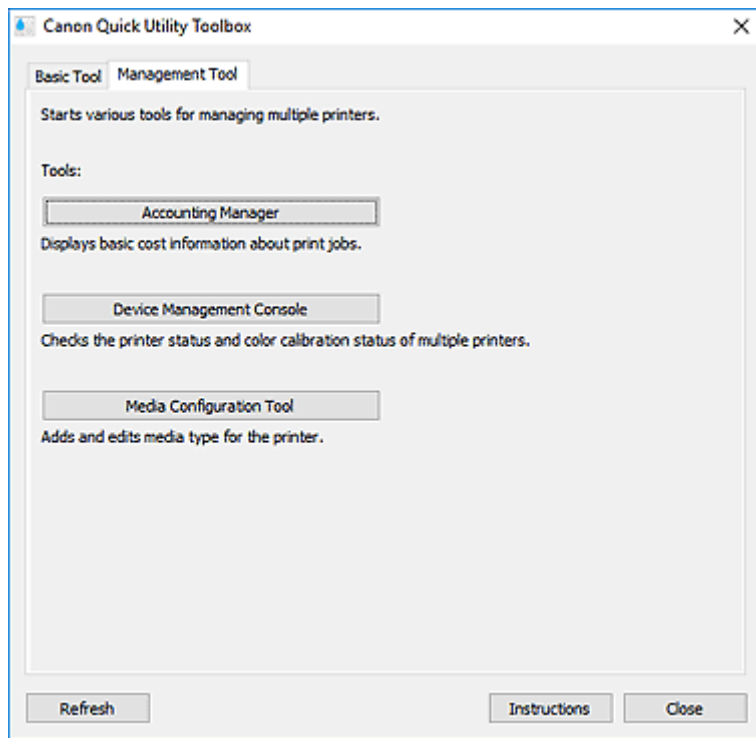 Canon Quick Utility Toolbox
Basic Tool
Management Tool
Starts various tools for managing multiple printers.
Tools:
Accounting Manager
Displays basic cost information about print jobs.
Device Management Console
Checks the printer status and color calibration status of multiple printers.
Media Configuration Tool
Adds and edits media type for the printer.
Refresh
Instructions
Close